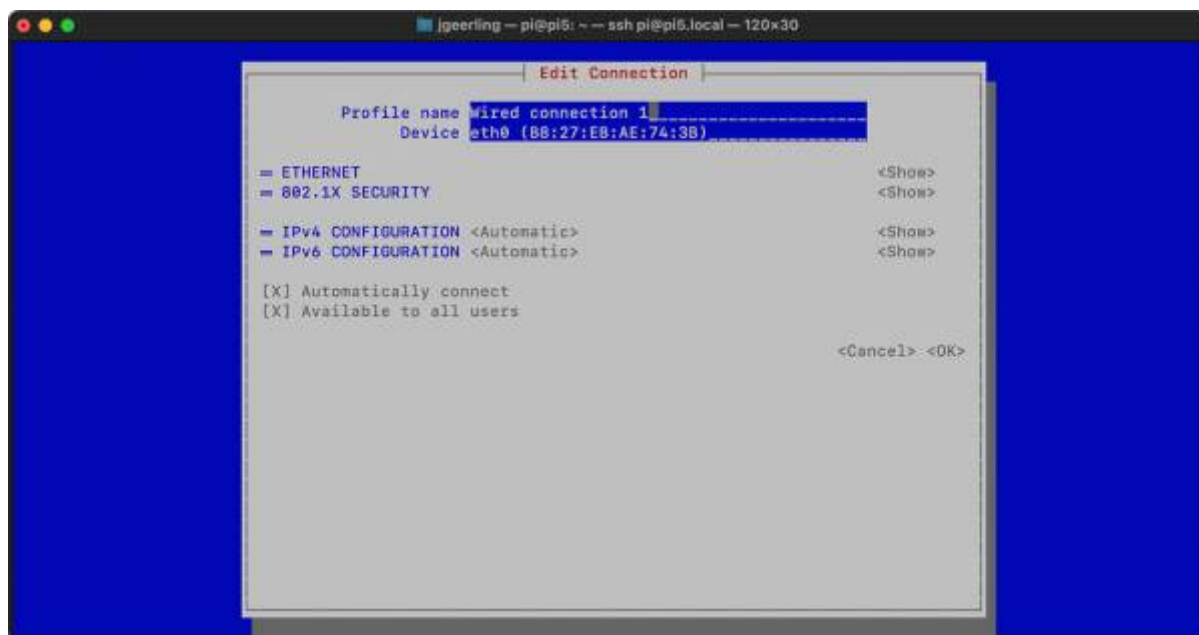 jgeerling — pi@pi5: ~ — ssh pi@pi5.local — 120×30
Edit Connection
Profile name Wired connection 1
Device eth0 (B8:27:EB:AE:74:3B)
ETHERNET <Show>
802.1X SECURITY <Show>
IPv4 CONFIGURATION <Automatic> <Show>
IPv6 CONFIGURATION <Automatic> <Show>
[X] Automatically connect
[X] Available to all users
<Cancel> <OK>